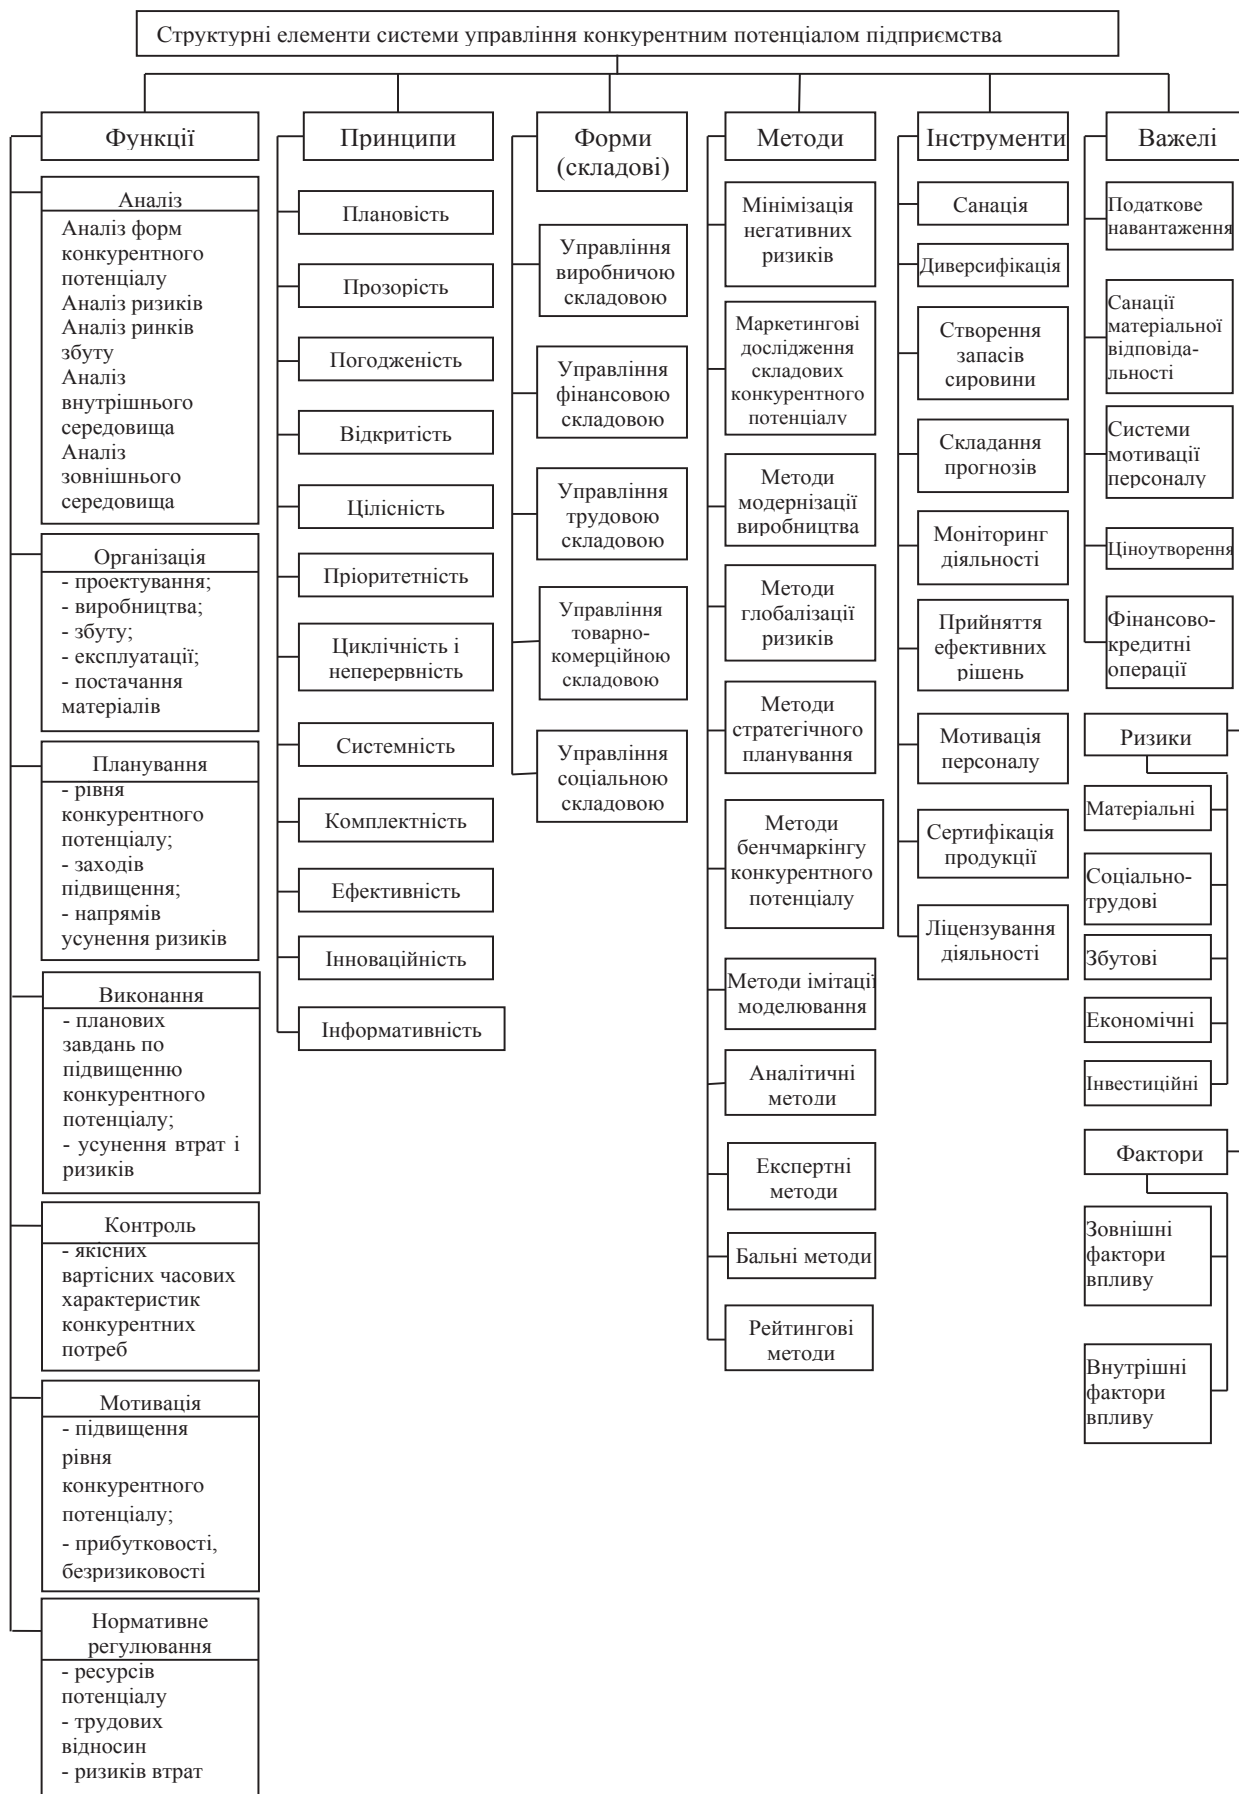 Структурні елементи системи управління конкурентним потенціалом підприємства
Функції
Аналіз
Аналіз форм
конкурентного
потенціалу
Аналіз ризиків
Аналіз ринків
збуту
Аналіз
внутрішнього
середовища
Аналіз
зовнішнього
середовища
Організація
- проектування;
- виробництва;
- збуту;
- експлуатації;
- постачання
матеріалів
Планування
- рівня
конкурентного
потенціалу;
- заходів
підвищення;
- напрямів
усунення ризиків
Виконання
- планових
завдань по
підвищенню
конкурентного
потенціалу;
- усунення втрат і
ризиків
Контроль
- якісних
вартісних часових
характеристик
конкурентних
потреб
Мотивація
- підвищення
рівня
конкурентного
потенціалу;
- прибутковості,
безризиковості
Нормативне
регулювання
- ресурсів
потенціалу
- трудових
відносин
- ризиків втрат
Принципи
Плановість
Прозорість
Погодженість
Відкритість
Цілісність
Пріоритетність
Циклічність і
неперервність
Системність
Комплектність
Ефективність
Інноваційність
Інформативність
Форми
(складові)
Управління
виробничою
складовою
Управління
фінансовою
складовою
Управління
трудовою
складовою
Управління
товарно-
комерційною
складовою
Управління
соціальною
складовою
Методи
Мінімізація
негативних
ризиків
Маркетингові
дослідження
складових
конкурентного
потенціалу
Методи
модернізації
виробництва
Методи
глобалізації
ризиків
Методи
стратегічного
планування
Методи
бенчмаркінгу
конкурентного
потенціалу
Методи імітації
моделювання
Аналітичні
методи
Експертні
методи
Бальні методи
Рейтингові
методи
Інструменти
Санація
Диверсифікація
Створення
запасів
сировини
Складання
прогнозів
Моніторинг
діяльності
Прийняття
ефективних
рішень
Мотивація
персоналу
Сертифікація
продукції
Ліцензування
діяльності
Важелі
Податкове
навантаження
Санації
матеріальної
відповіда-
льності
Системи
мотивації
персоналу
Ціноутворення
Фінансово-
кредитні
операції
Ризики
Матеріальні
Соціально-
трудові
Збутові
Економічні
Інвестиційні
Фактори
Зовнішні
фактори
впливу
Внутрішні
фактори
впливу